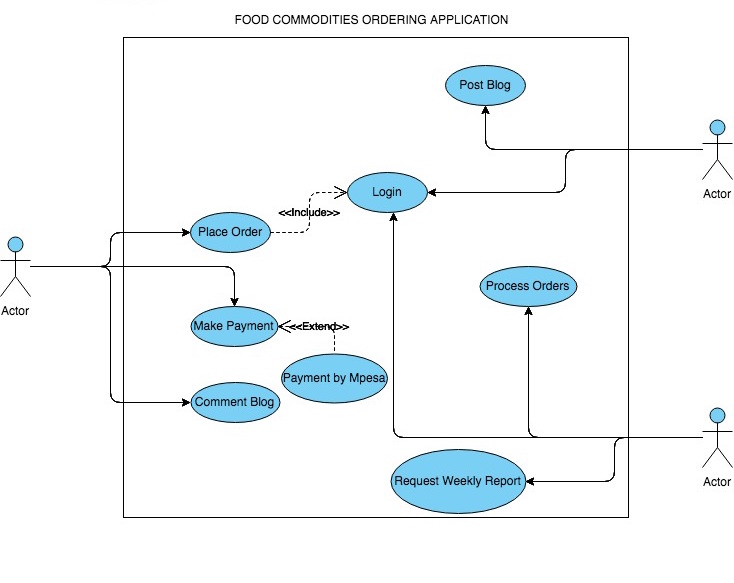 FOOD COMMODITIES ORDERING APPLICATION
Post Blog
Actor
Login
<<Include>>
Place Order
Process Orders
Actor
Make Payment
<<Extend>>
Payment by Mpesa
Comment Blog
Request Weekly Report
Actor